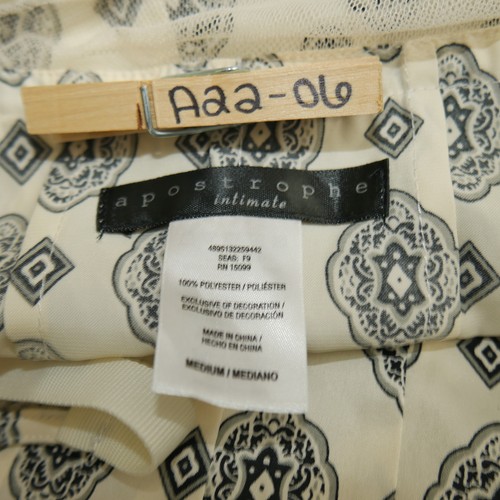 A22-06
apostrophe
intimate
4895132259442
SEAS: F9
RN 15099
100% POLYESTER / POLIÉSTER
EXCLUSIVE OF DECORATION /
EXCLUSIVO DE DECORACIÓN
MADE IN CHINA /
HECHO EN CHINA
MEDIUM / MEDIANO